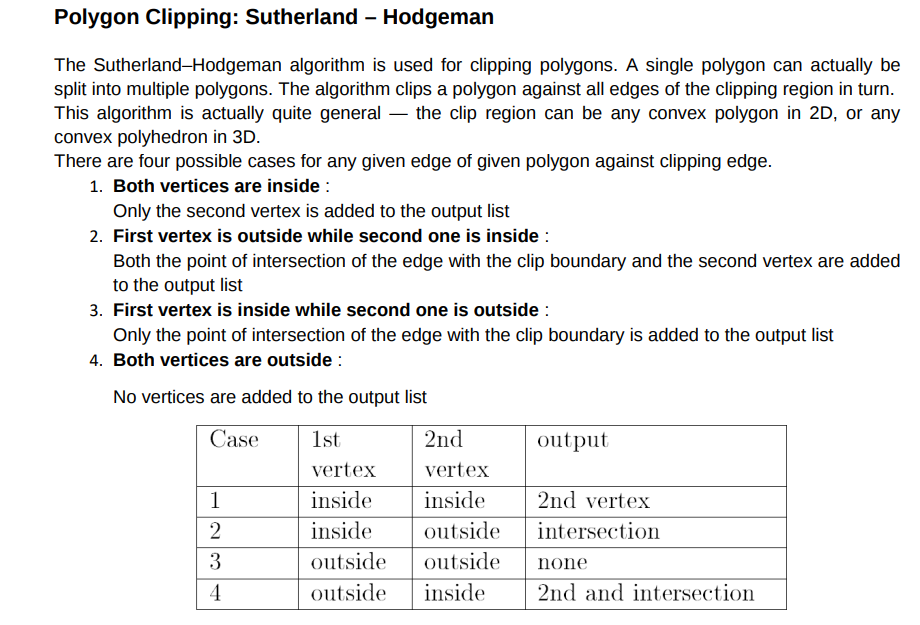 Polygon Clipping: Sutherland – Hodgeman
The Sutherland–Hodgeman algorithm is used for clipping polygons. A single polygon can actually be
split into multiple polygons. The algorithm clips a polygon against all edges of the clipping region in turn.
This algorithm is actually quite general — the clip region can be any convex polygon in 2D, or any
convex polyhedron in 3D.
There are four possible cases for any given edge of given polygon against clipping edge.
1. Both vertices are inside :
Only the second vertex is added to the output list
2. First vertex is outside while second one is inside :
Both the point of intersection of the edge with the clip boundary and the second vertex are added
to the output list
3. First vertex is inside while second one is outside :
Only the point of intersection of the edge with the clip boundary is added to the output list
4. Both vertices are outside :
No vertices are added to the output list
Case 1st 2nd output
vertex vertex
1 inside inside 2nd vertex
2 inside outside intersection
3 outside outside none
4 outside inside 2nd and intersection